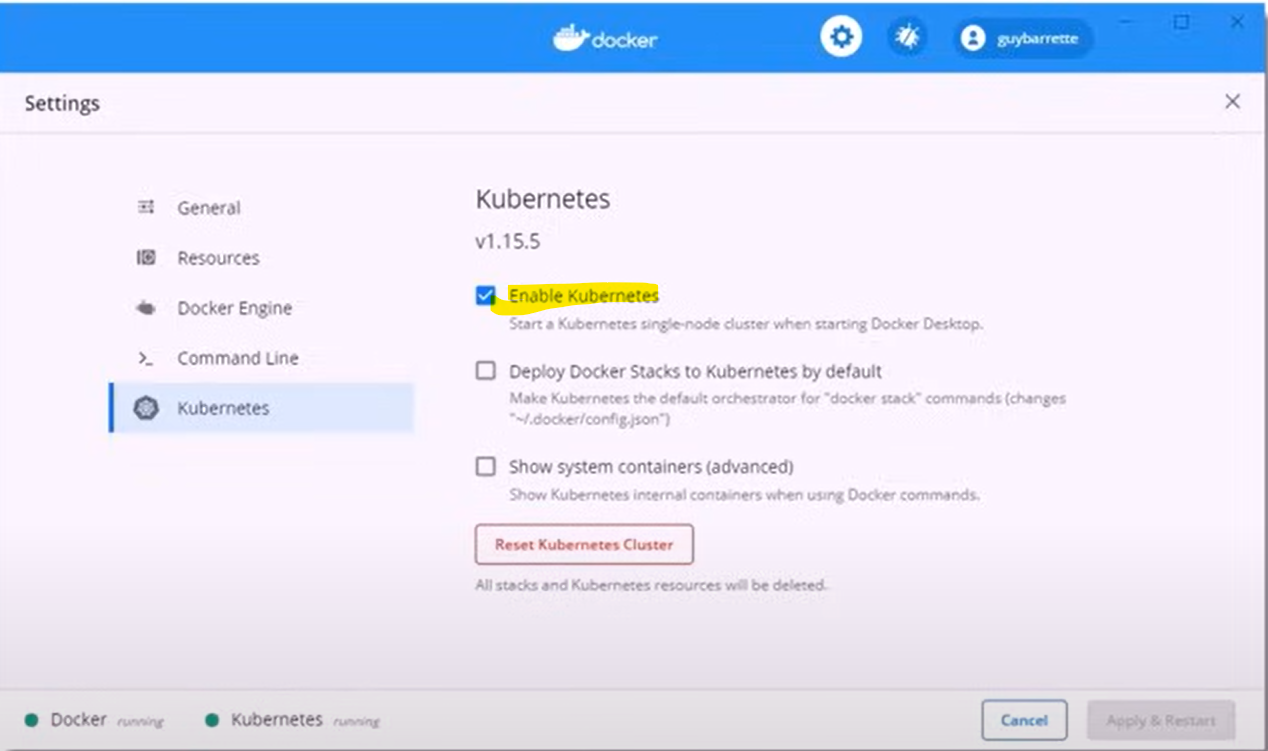 docker
guybarrette
Settings
General
Resources
Docker Engine
Command Line
Kubernetes
Kubernetes
v1.15.5
Enable Kubernetes
Start a Kubernetes single-node cluster when starting Docker Desktop.
Deploy Docker Stacks to Kubernetes by default
Make Kubernetes the default orchestrator for "docker stack" commands (changes
"~/.docker/config.json")
Show system containers (advanced)
Show Kubernetes internal containers when using Docker commands.
Reset Kubernetes Cluster
All stacks and Kubernetes resources will be deleted.
Docker running Kubernetes running
Cancel Apply & Restart